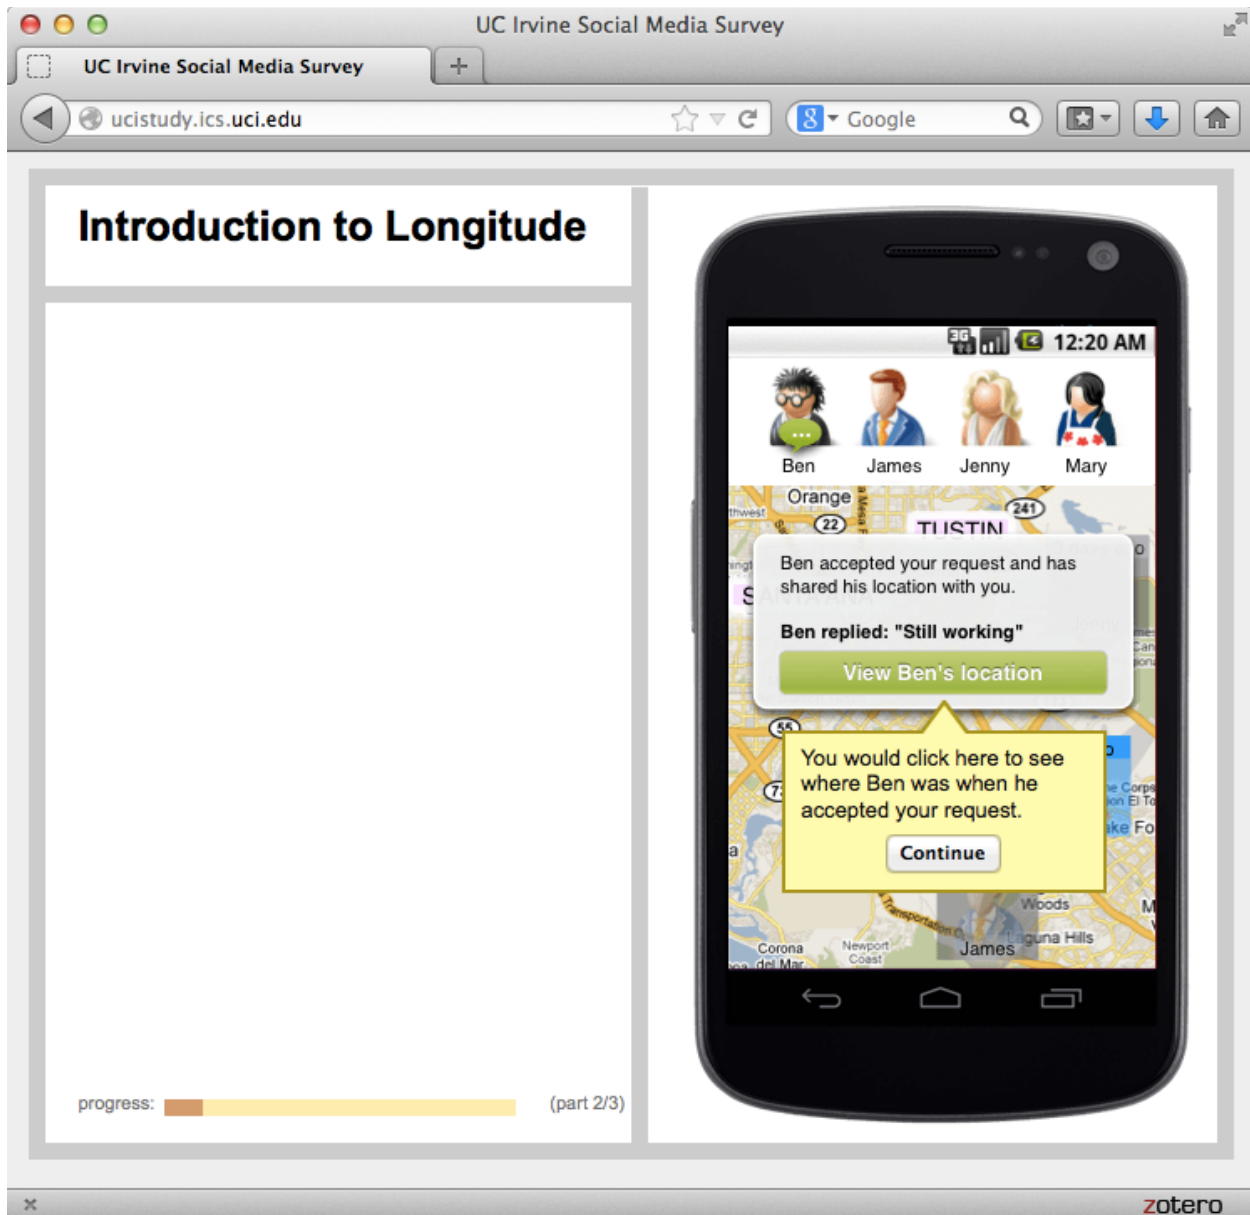 UC Irvine Social Media Survey
UC Irvine Social Media Survey
ucistudy.ics.uci.edu
8 Google
Introduction to Longitude
progress:
(part 2/3)
3G 12:20 AM
Ben James Jenny Mary
Orange
241
22
TUSTIN
SANTA ANA
Ben accepted your request and has
shared his location with you.
Ben replied: "Still working"
View Ben's location
55
You would click here to see
where Ben was when he
accepted your request.
Continue
Woods
Laguna Hills
Corona
del Mar
Newport
Coast
James
zotero